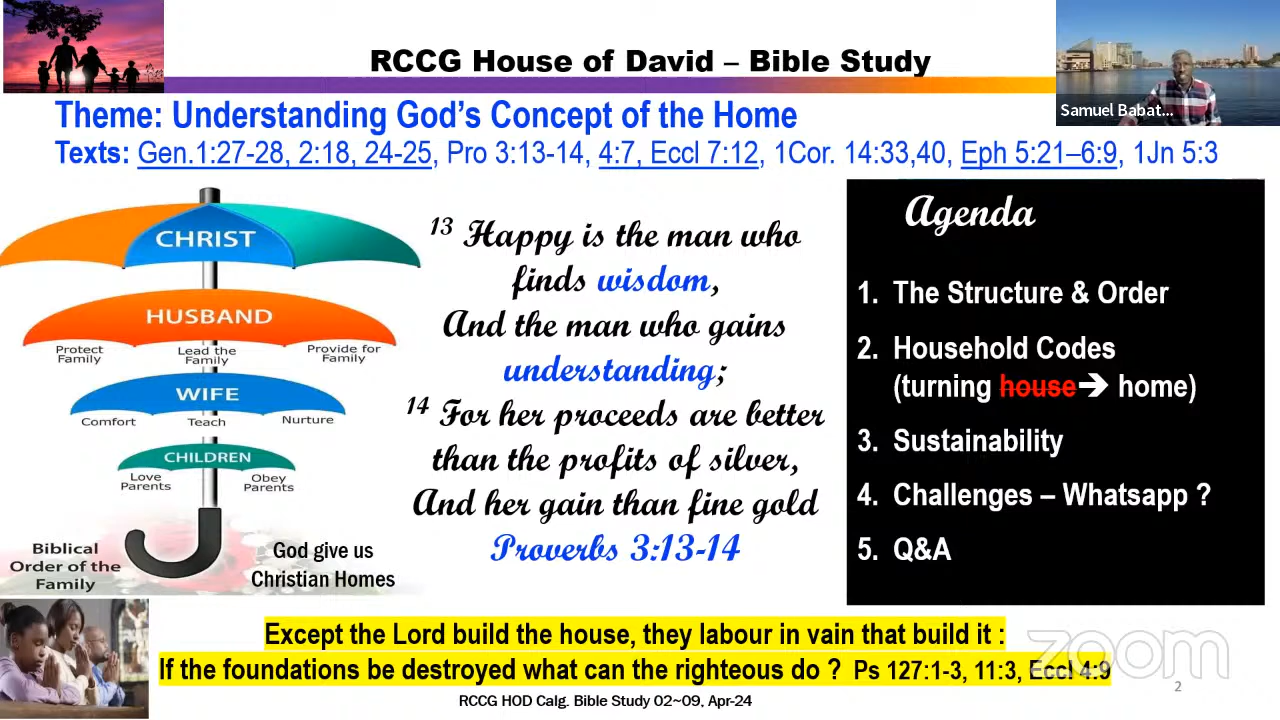 RCCG House of David – Bible Study
Samuel Babat...
Theme: Understanding God's Concept of the Home
Texts: Gen.1:27-28, 2:18, 24-25, Pro 3:13-14, 4:7, Eccl 7:12, 1Cor. 14:33,40, Eph 5:21–6:9, 1Jn 5:3
CHRIST
HUSBAND
Protect
Family
Lead the
Family
Provide for
Family
WIFE
Comfort
Teach
Nurture
CHILDREN
Love
Parents
Obey
Parents
Biblical
Order of the
Family
God give us
Christian Homes
13 Happy is the man who
finds wisdom,
And the man who gains
understanding;
14 For her proceeds are better
than the profits of silver,
And her gain than fine gold
Proverbs 3:13-14
Agenda
1. The Structure & Order
2. Household Codes
(turning house➔ home)
3. Sustainability
4. Challenges – Whatsapp ?
5. Q&A
Except the Lord build the house, they labour in vain that build it :
If the foundations be destroyed what can the righteous do ? Ps 127:1-3, 11:3, Eccl 4:9
zoom
RCCG HOD Calg. Bible Study 02~09, Apr-24
2